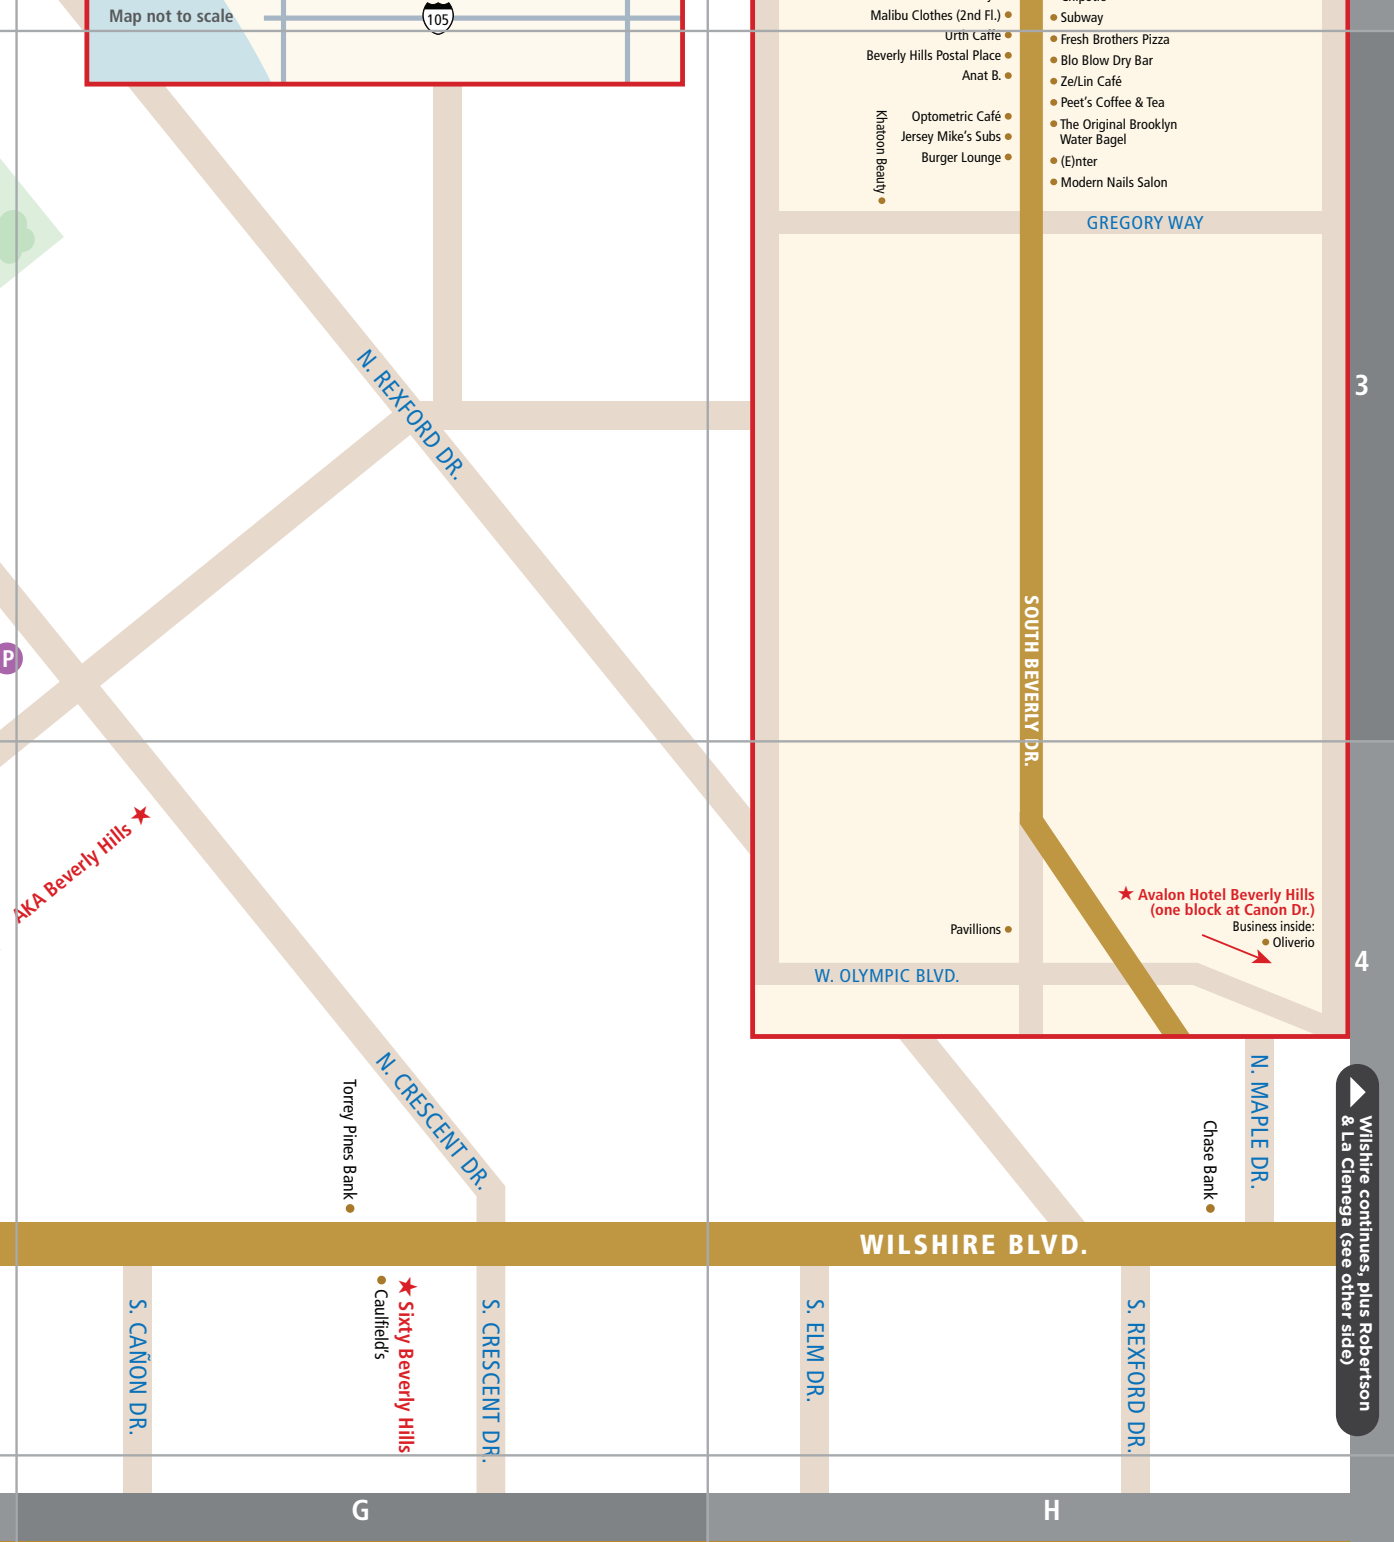 Map not to scale
105
Malibu Clothes (2nd Fl.)
Urth Caffé
Beverly Hills Postal Place
Anat B.
Optometric Café
Jersey Mike's Subs
Burger Lounge
Khatoon Beauty
Subway
Fresh Brothers Pizza
Blo Blow Dry Bar
Ze/Lin Café
Peet's Coffee & Tea
The Original Brooklyn
Water Bagel
(E)nter
Modern Nails Salon
GREGORY WAY
N. REXFORD DR.
3
SOUTH BEVERLY DR.
P
AKA Beverly Hills
Avalon Hotel Beverly Hills
(one block at Canon Dr.)
Business inside:
Oliverio
Pavillions
4
W. OLYMPIC BLVD.
N. CRESCENT DR.
Torrey Pines Bank
N. MAPLE DR.
Chase Bank
Wilshire continues, plus Robertson
& La Cienega (see other side)
WILSHIRE BLVD.
S. CAÑON DR.
Caulfield's
Sixty Beverly Hills
S. CRESCENT DR.
S. ELM DR.
S. REXFORD DR.
G
H